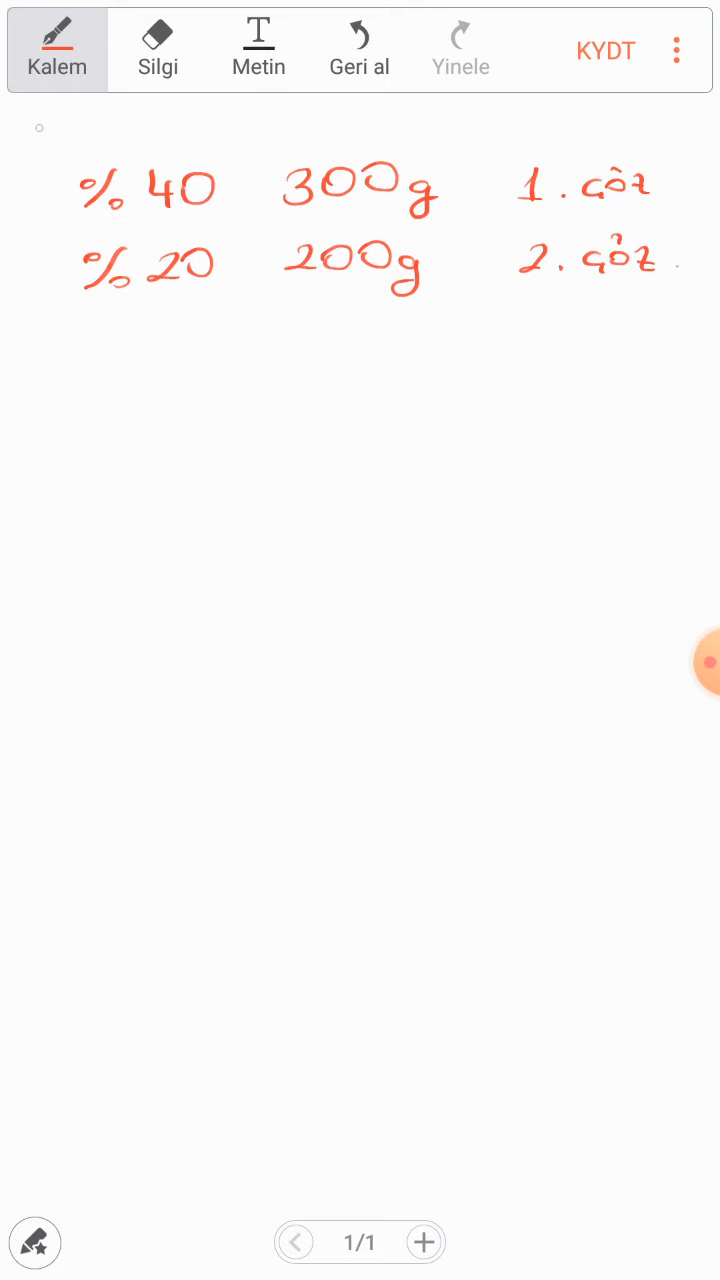 Kalem Silgi Metin Geri al Yinele KYDT
% 40 300g 1. çöz
% 20 200g 2. çöz.
1/1